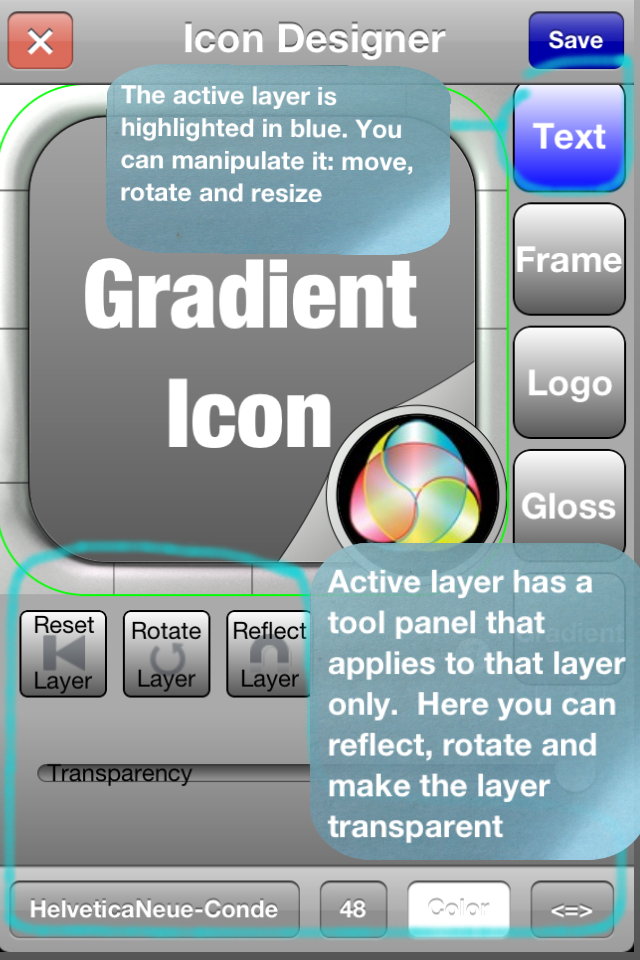 Icon Designer
Save
The active layer is
highlighted in blue. You
can manipulate it: move,
rotate and resize
Text
Frame
Logo
Gloss
Gradient
Gradient
Icon
Reset
Layer
Rotate
Layer
Reflect
Layer
Active layer has a
tool panel that
applies to that layer
only. Here you can
reflect, rotate and
make the layer
transparent
Transparency
HelveticaNeue-Conde
48
Color
<=>